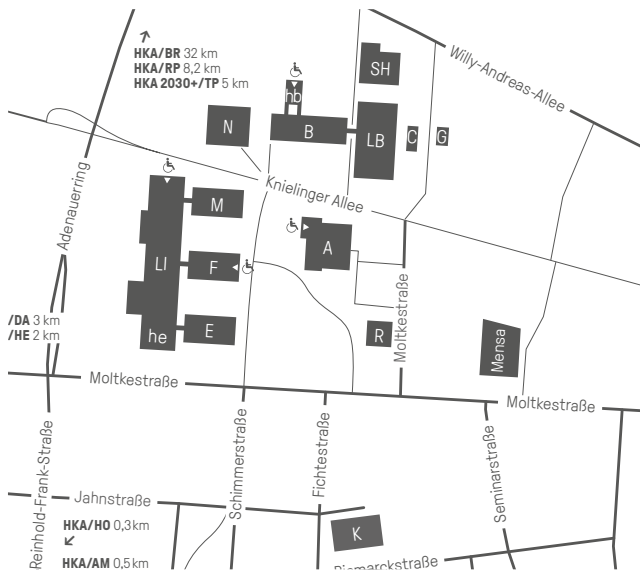 HKA/BR 32 km
HKA/RP 8,2 km
HKA 2030+/TP 5 km
Willy-Andreas-Allee
SH
hb
N
B
LB
C
G
Knielinger Allee
Adenauerring
M
A
LI
F
/DA 3 km
/HE 2 km
he
E
R
Moltkestraße
Mensa
Moltkestraße
Moltkestraße
Reinhold-Frank-Straße
Schimmerstraße
Fichtestraße
Seminarstraße
Jahnstraße
HKA/HO 0,3 km
K
HKA/AM 0,5 km
Bismarckstraße